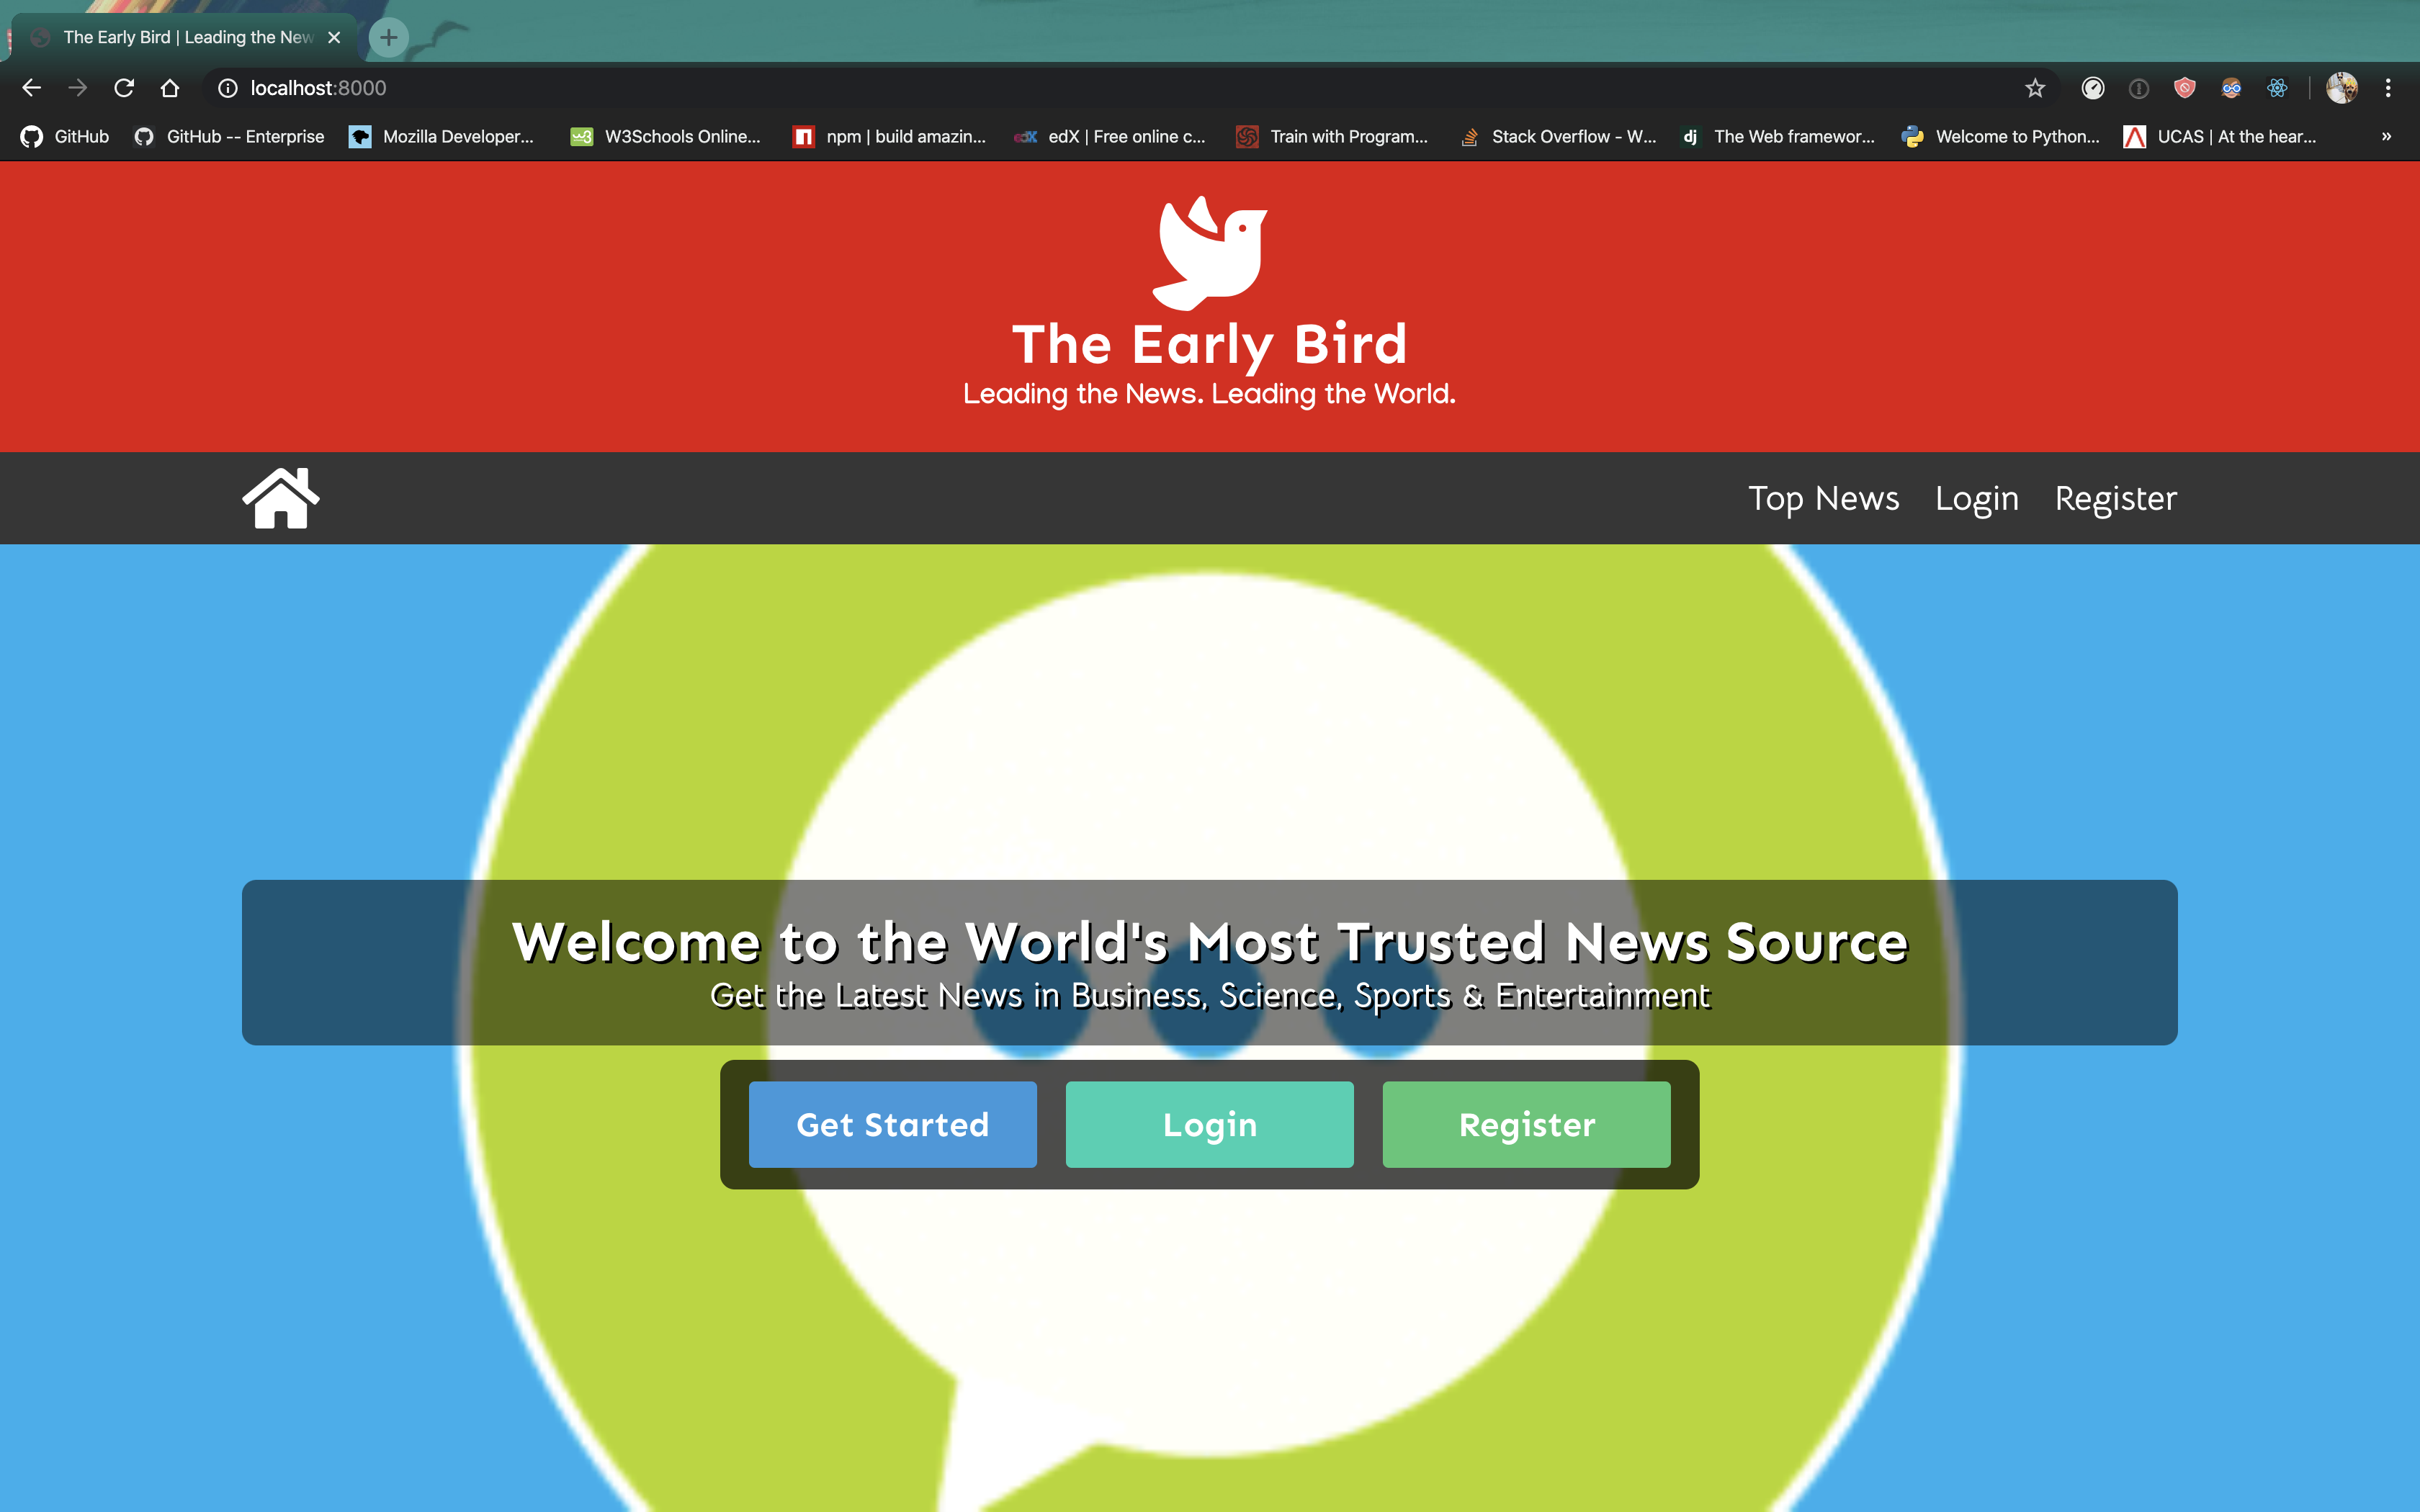 The Early Bird | Leading the New
localhost:8000
GitHub GitHub -- Enterprise Mozilla Developer... W3Schools Online... npm | build amazin... edX | Free online c... Train with Program... Stack Overflow - W... dj The Web framewor... Welcome to Python... UCAS | At the hear... »
The Early Bird
Leading the News. Leading the World.
Top News Login Register
Welcome to the World's Most Trusted News Source
Get the Latest News in Business, Science, Sports & Entertainment
Get Started Login Register